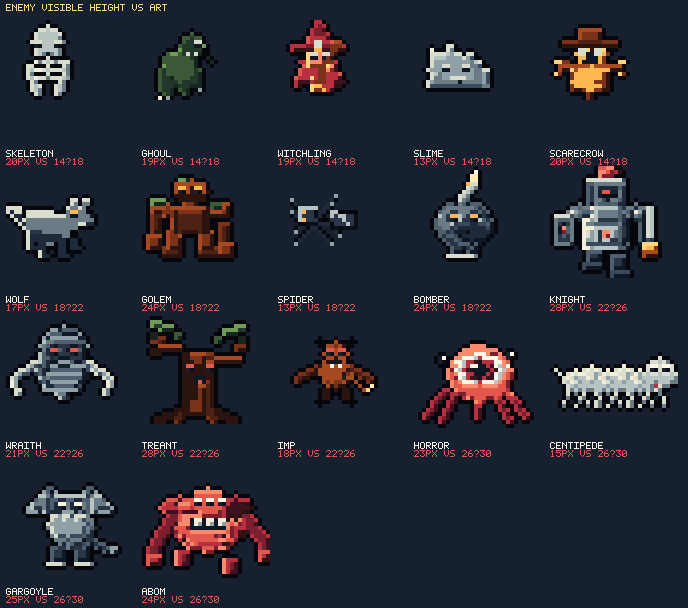 ENEMY VISIBLE HEIGHT VS ART
SKELETON GHOUL WITCHLING SLIME SCARECROW
20PX VS 14?18 19PX VS 14?18 19PX VS 14?18 13PX VS 14?18 20PX VS 14?18
WOLF GOLEM SPIDER BOMBER KNIGHT
17PX VS 18?22 24PX VS 18?22 13PX VS 18?22 24PX VS 18?22 28PX VS 22?26
WRAITH TREANT IMP HORROR CENTIPEDE
21PX VS 22?26 28PX VS 22?26 18PX VS 22?26 23PX VS 26?30 15PX VS 26?30
GARGOYLE ABOM
25PX VS 26?30 24PX VS 26?30